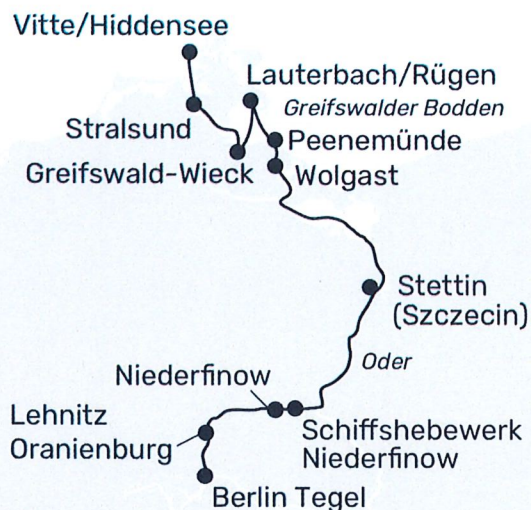 Vitte/Hiddensee
Lauterbach/Rügen
Greifswalder Bodden
Stralsund
Peenemünde
Greifswald-Wieck
Wolgast
Stettin
(Szczecin)
Oder
Niederfinow
Lehnitz
Oranienburg
Schiffshebewerk
Niederfinow
Berlin Tegel